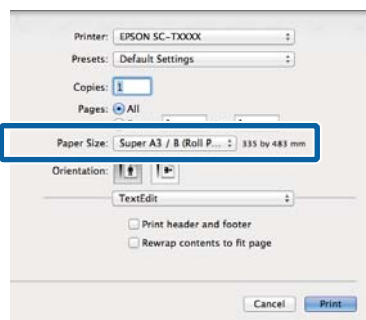 Printer: EPSON SC-TXXXX
Presets: Default Settings
Copies: 1
Pages: All
Paper Size: Super A3 / B (Roll P... 335 by 483 mm
Orientation:
TextEdit
Print header and footer
Rewrap contents to fit page
Cancel Print